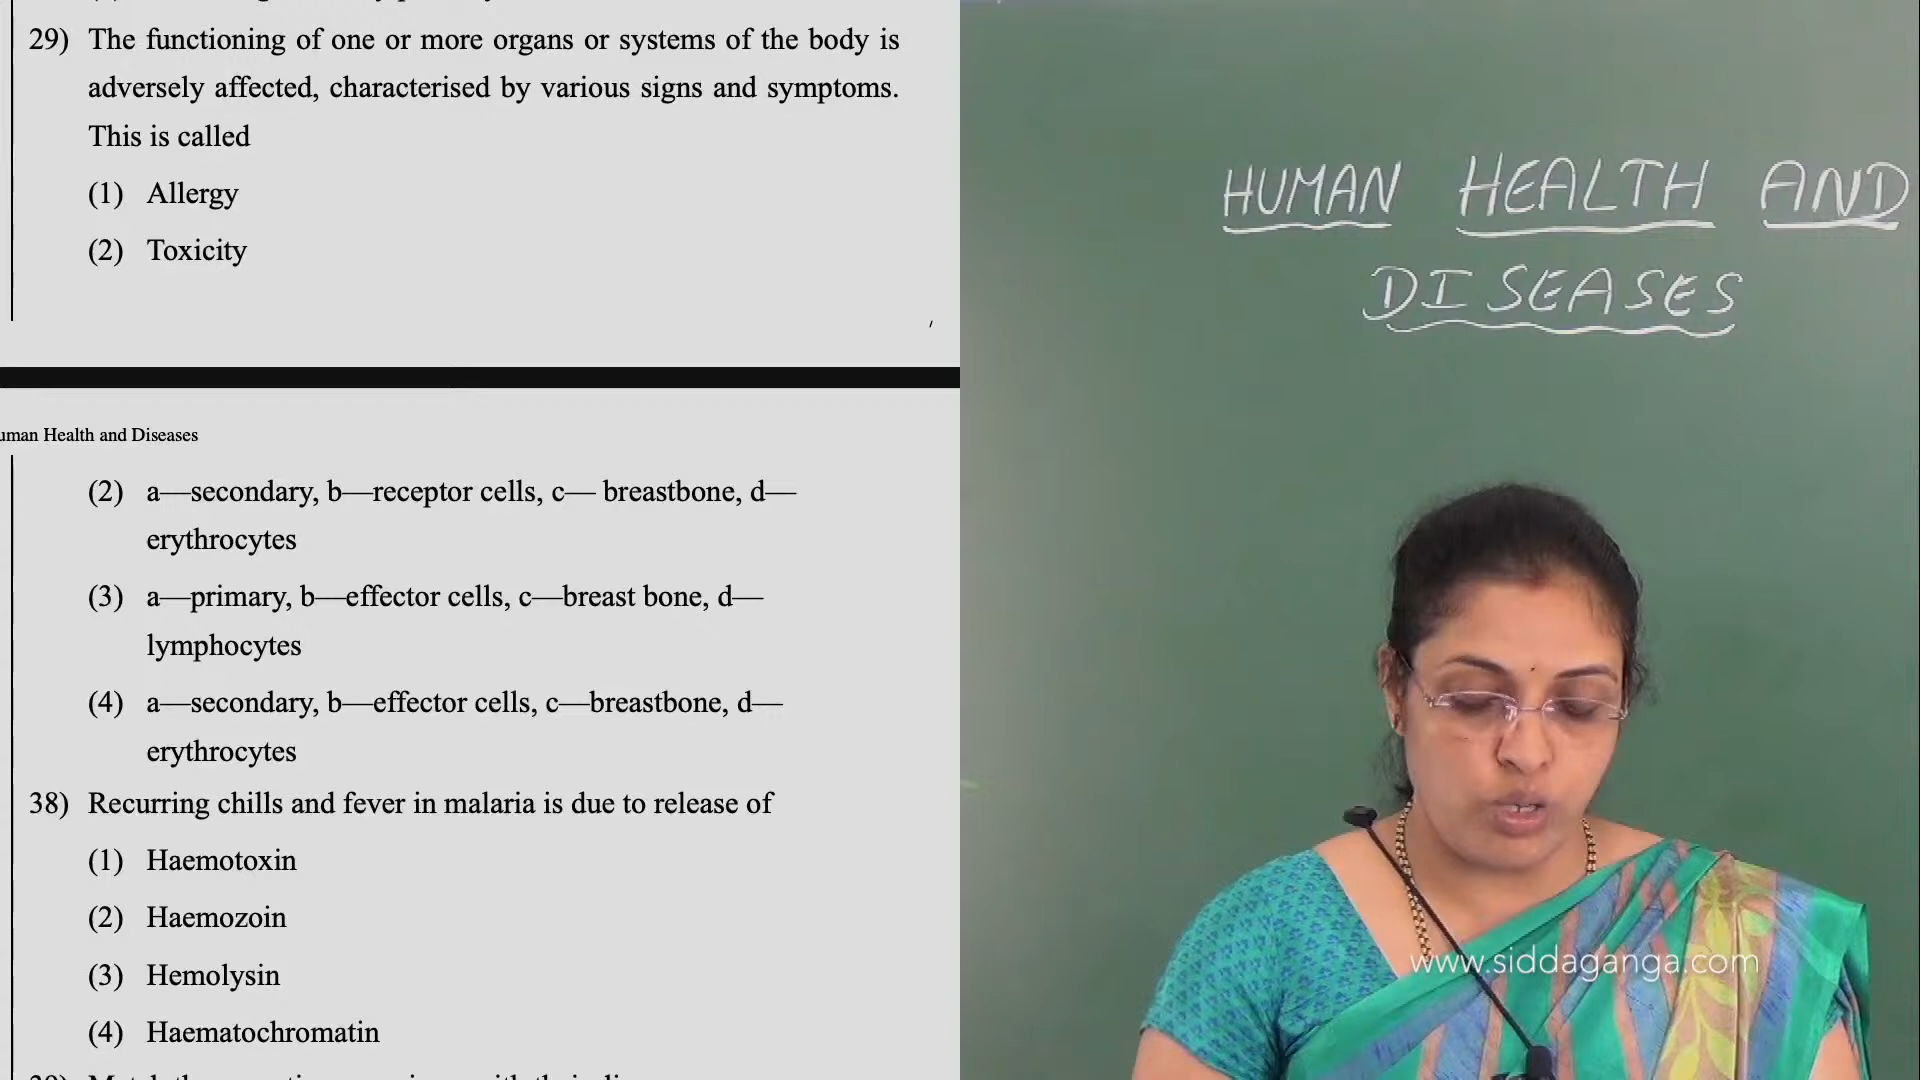 29) The functioning of one or more organs or systems of the body is
adversely affected, characterised by various signs and symptoms.
This is called
(1) Allergy
(2) Toxicity
uman Health and Diseases
(2) a—secondary, b—receptor cells, c— breastbone, d—
erythrocytes
(3) a—primary, b—effector cells, c—breast bone, d—
lymphocytes
(4) a—secondary, b—effector cells, c—breastbone, d—
erythrocytes
38) Recurring chills and fever in malaria is due to release of
(1) Haemotoxin
(2) Haemozoin
(3) Hemolysin
(4) Haematochromatin
HUMAN HEALTH AND
DISEASES
www.siddaganga.com